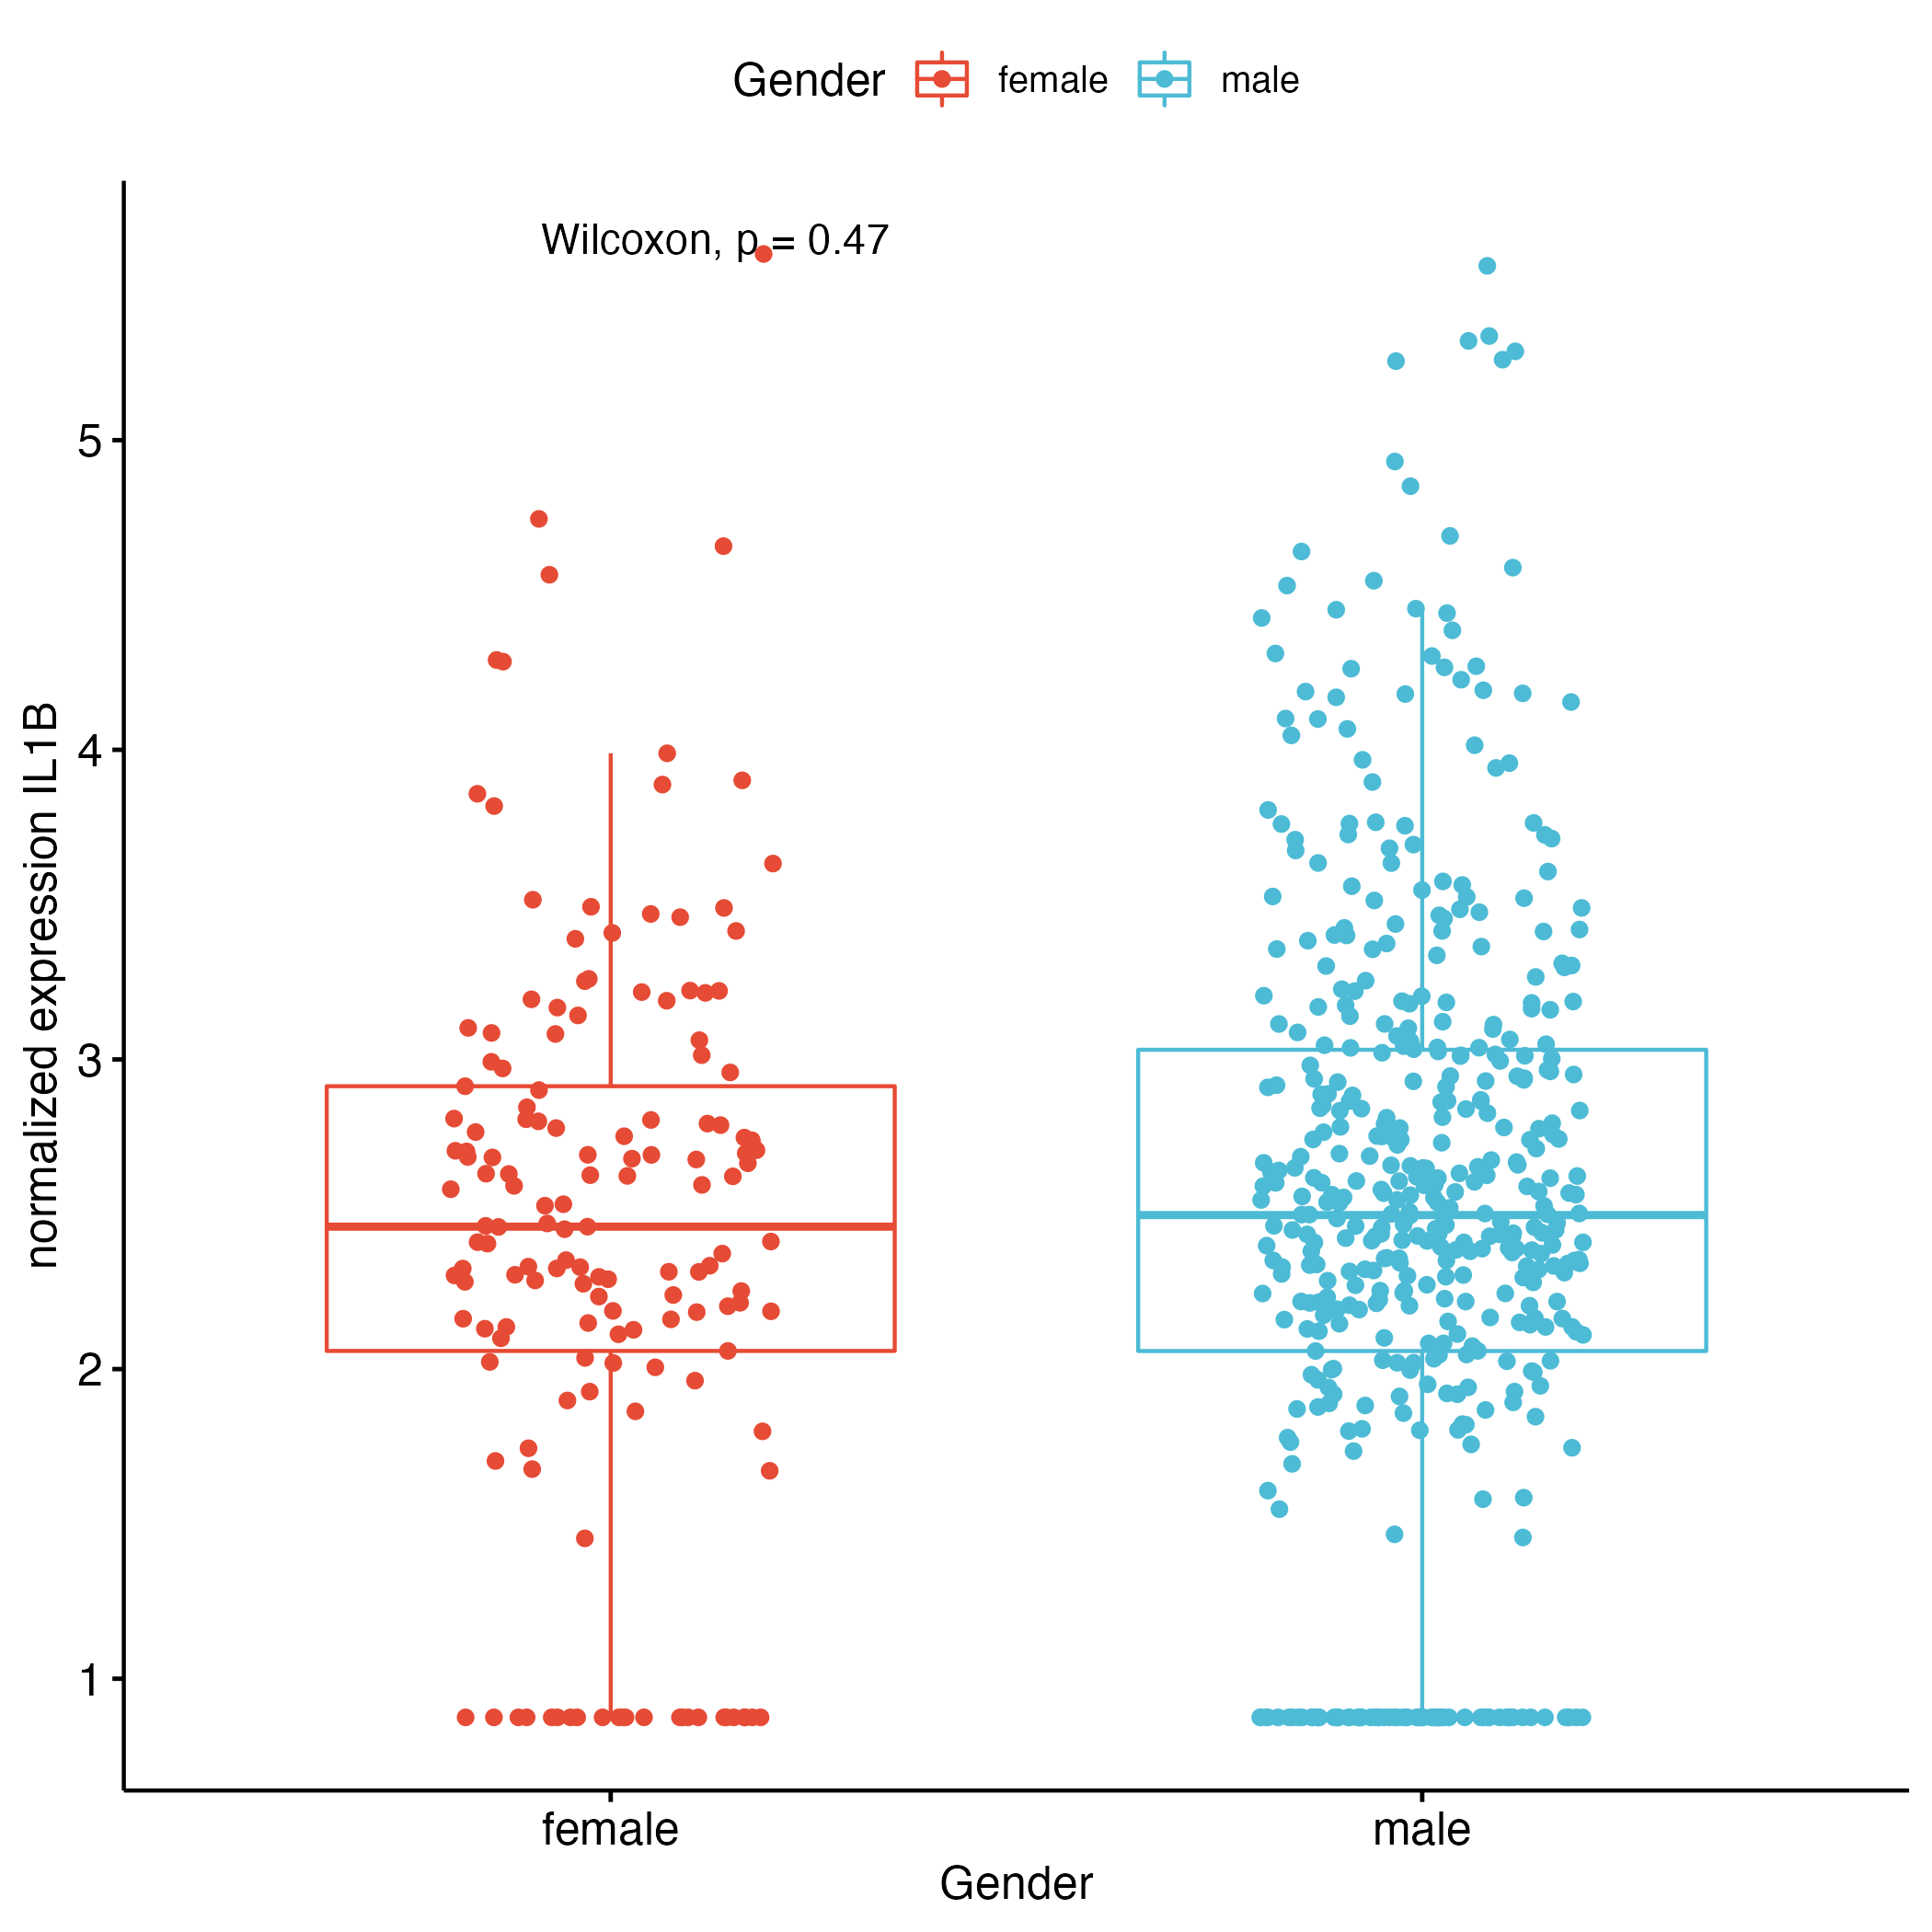 Gender female male
Wilcoxon, p = 0.47
normalized expression IL1B
5
4
3
2
1
female male
Gender